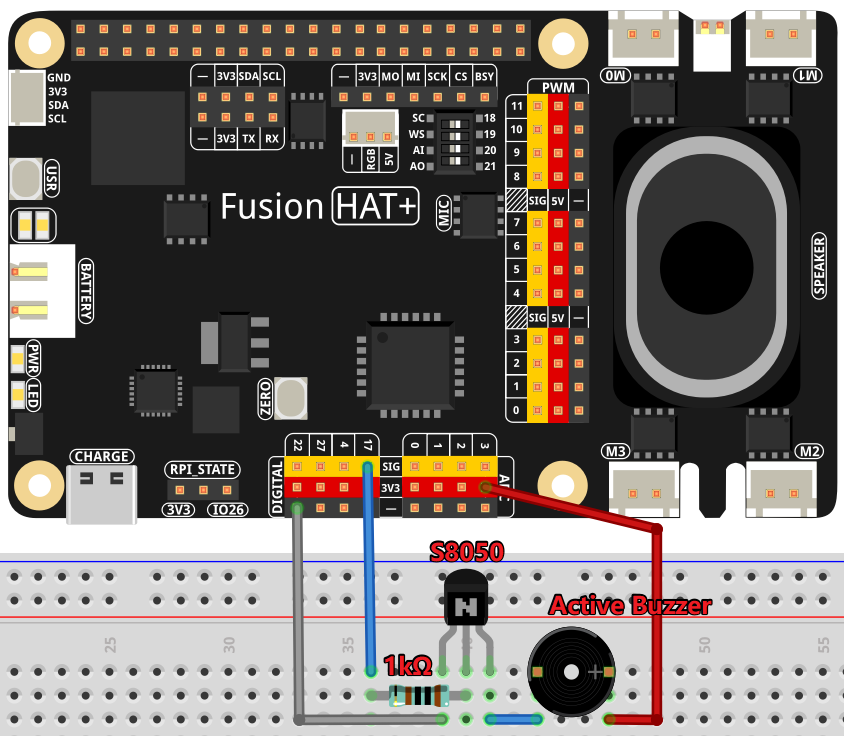 GND
3V3
SDA
SCL
— 3V3 SDA SCL
— 3V3 TX RX
— 3V3 MO MI SCK CS BSY
— RGB 5V
SC 18
WS 19
AI 20
AO 21
PWM
11
10
9
8
SIG 5V —
7
6
5
4
SIG 5V —
3
2
1
0
M0
M1
USR
Fusion HAT+
MIC
SPEAKER
BATTERY
PWR
LED
ZERO
CHARGE
RPI_STATE
3V3 IO26
DIGITAL
22 27 4 17
SIG
3V3
—
0 1 2 3
M3
M2
S8050
N
Active Buzzer
1kΩ
+
25 30 35 50 55